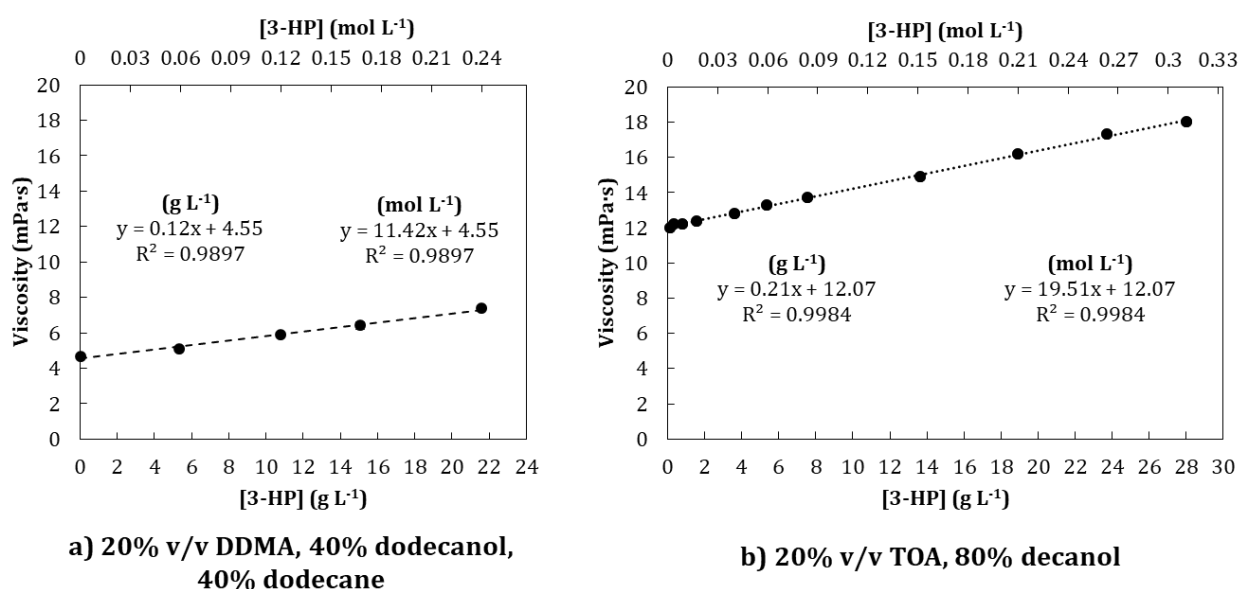 [3-HP] (mol L⁻¹)
0 0.03 0.06 0.09 0.12 0.15 0.18 0.21 0.24
20
18
16
14
12
10
8
6
4
2
0
Viscosity (mPa·s)
(g L⁻¹)
y = 0.12x + 4.55
R² = 0.9897
(mol L⁻¹)
y = 11.42x + 4.55
R² = 0.9897
0 2 4 6 8 10 12 14 16 18 20 22 24
[3-HP] (g L⁻¹)
a) 20% v/v DDMA, 40% dodecanol,
40% dodecane
[3-HP] (mol L⁻¹)
0 0.03 0.06 0.09 0.12 0.15 0.18 0.21 0.24 0.27 0.3 0.33
20
18
16
14
12
10
8
6
4
2
0
Viscosity (mPa·s)
(g L⁻¹)
y = 0.21x + 12.07
R² = 0.9984
(mol L⁻¹)
y = 19.51x + 12.07
R² = 0.9984
0 2 4 6 8 10 12 14 16 18 20 22 24 26 28 30
[3-HP] (g L⁻¹)
b) 20% v/v TOA, 80% decanol